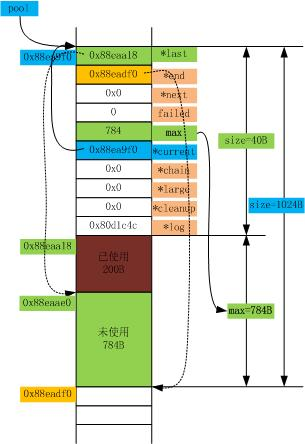 pool
0x88ea9f0 0x88eaa18 *last
0x88eadf0 *end
0x0 *next
0 failed
784 max
size=40B
0x88ea9f0 *current
0x0 *chain
0x0 *large
size=1024B
0x0 *cleanup
0x80d1c4c *log
0x88eaa18
已使用
200B
0x88eaae0
max=784B
未使用
784B
0x88eadf0